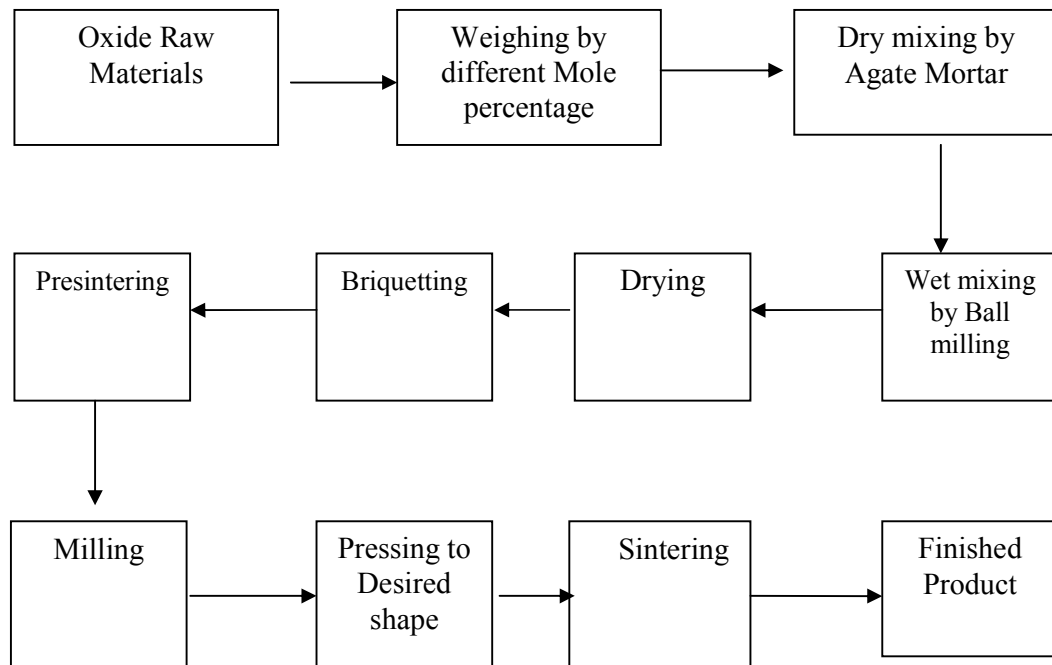 Oxide Raw
Materials
Weighing by
different Mole
percentage
Dry mixing by
Agate Mortar
Wet mixing
by Ball
milling
Drying
Briquetting
Presintering
Milling
Pressing to
Desired
shape
Sintering
Finished
Product